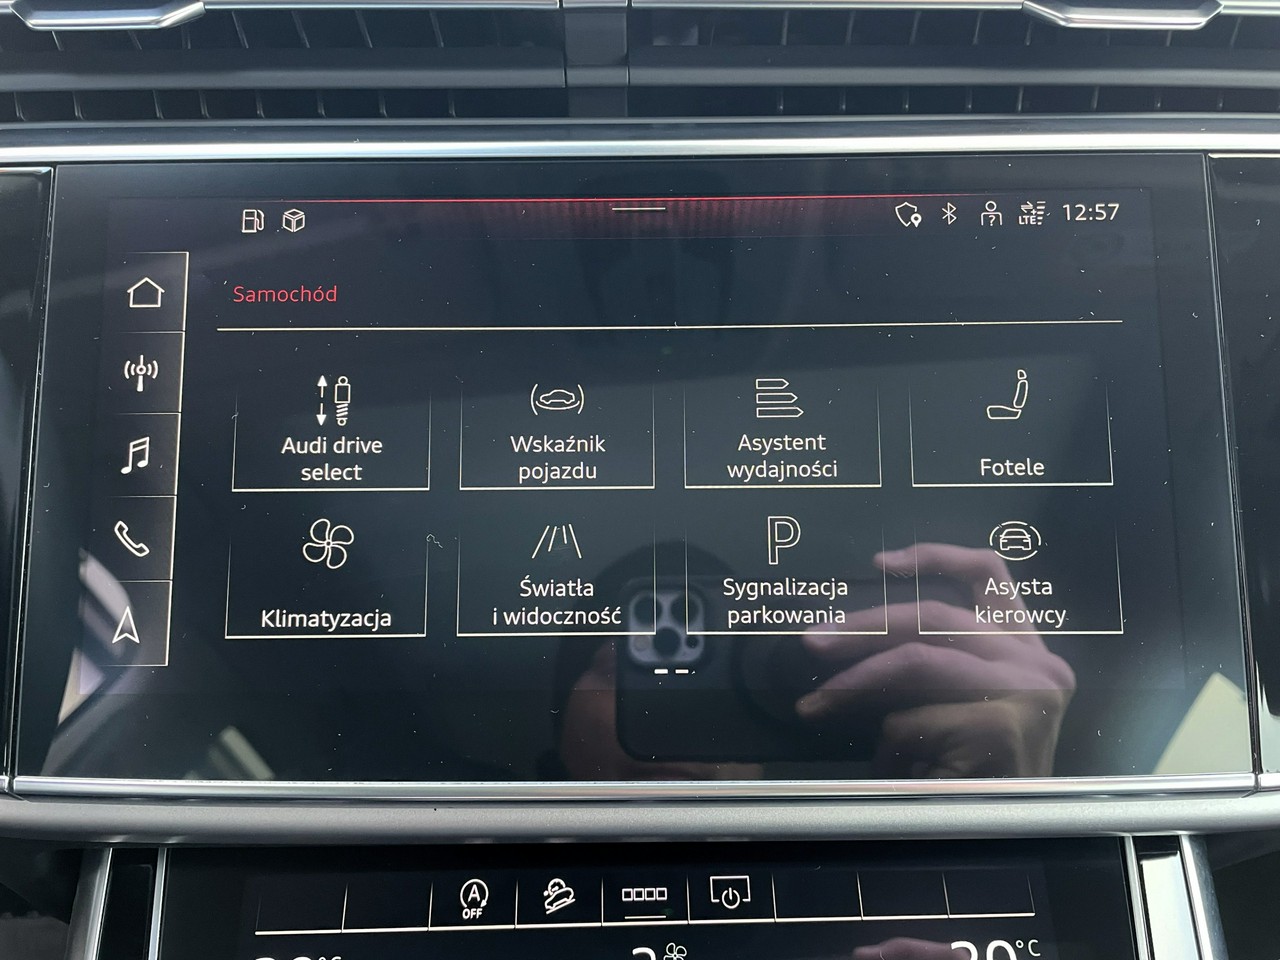 LTE 12:57
Samochód
Audi drive
select
Wskaźnik
pojazdu
Asystent
wydajności
Fotele
Klimatyzacja
Światła
i widoczność
P
Sygnalizacja
parkowania
Asysta
kierowcy
A
OFF
°C